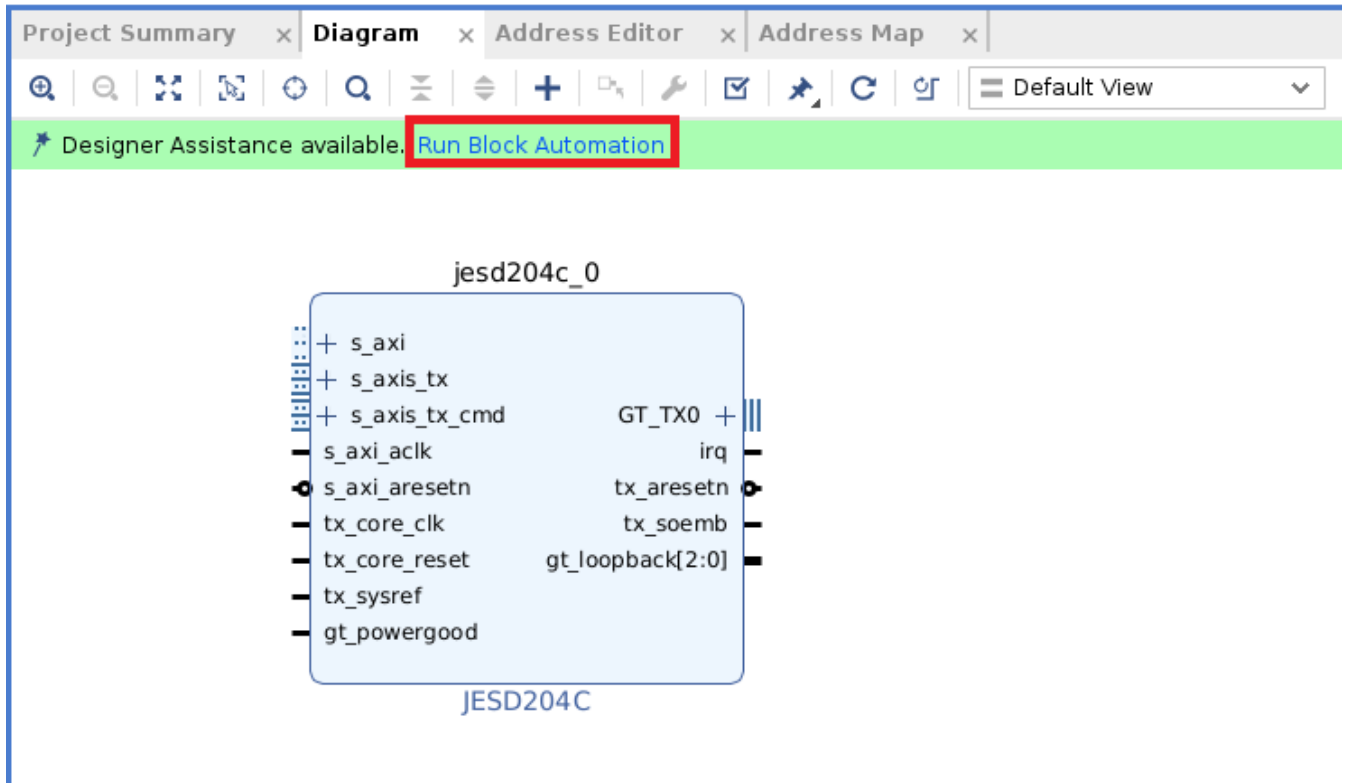 Project Summary × Diagram × Address Editor × Address Map ×
Default View
Designer Assistance available. Run Block Automation
jesd204c_0
s_axi
s_axis_tx
s_axis_tx_cmd GT_TX0
s_axi_aclk irq
s_axi_aresetn tx_aresetn
tx_core_clk tx_soemb
tx_core_reset gt_loopback[2:0]
tx_sysref
gt_powergood
JESD204C